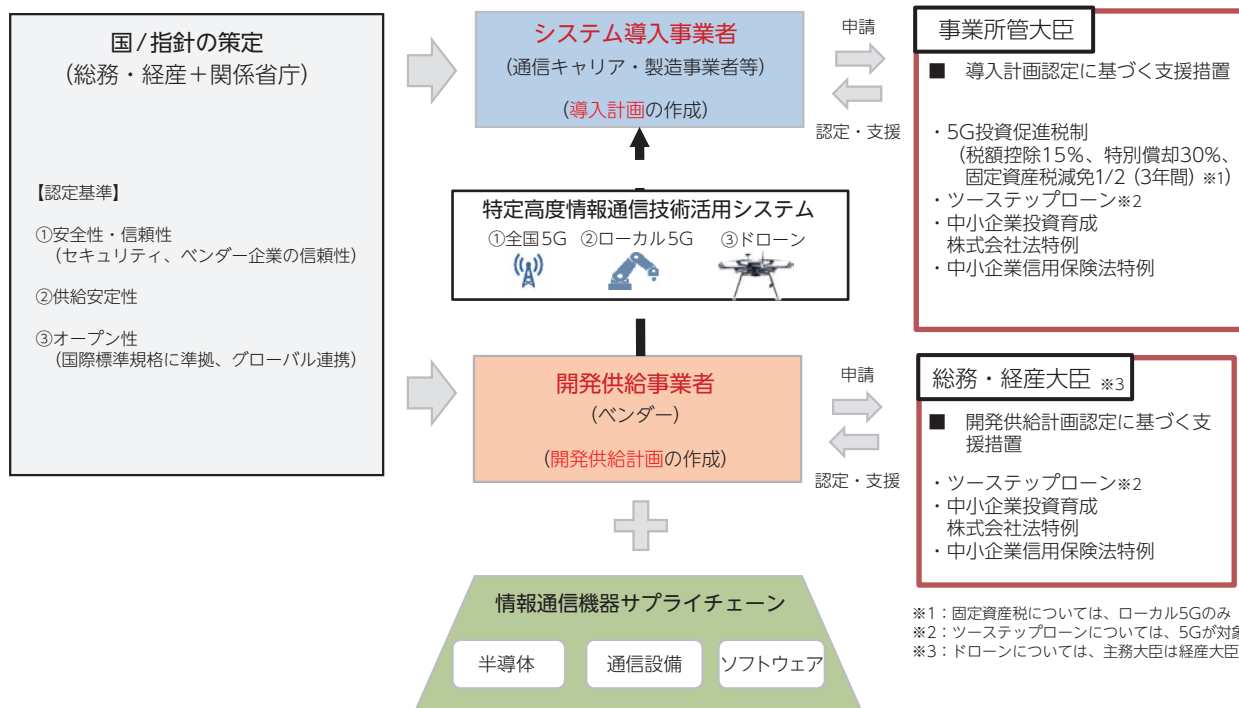 国/指針の策定
(総務・経産＋関係省庁)
【認定基準】
①安全性・信頼性
(セキュリティ、ベンダー企業の信頼性)
②供給安定性
③オープン性
(国際標準規格に準拠、グローバル連携)
システム導入事業者
(通信キャリア・製造事業者等)
(導入計画の作成)
申請
認定・支援
事業所管大臣
■ 導入計画認定に基づく支援措置
・5G投資促進税制
(税額控除15%、特別償却30%、
固定資産税減免1/2 (3年間) ※1)
・ツーステップローン※2
・中小企業投資育成
株式会社法特例
・中小企業信用保険法特例
特定高度情報通信技術活用システム
①全国5G ②ローカル5G ③ドローン
開発供給事業者
(ベンダー)
(開発供給計画の作成)
申請
認定・支援
総務・経産大臣 ※3
■ 開発供給計画認定に基づく支
援措置
・ツーステップローン※2
・中小企業投資育成
株式会社法特例
・中小企業信用保険法特例
情報通信機器サプライチェーン
半導体 通信設備 ソフトウェア
※1：固定資産税については、ローカル5Gのみ
※2：ツーステップローンについては、5Gが対象
※3：ドローンについては、主務大臣は経産大臣